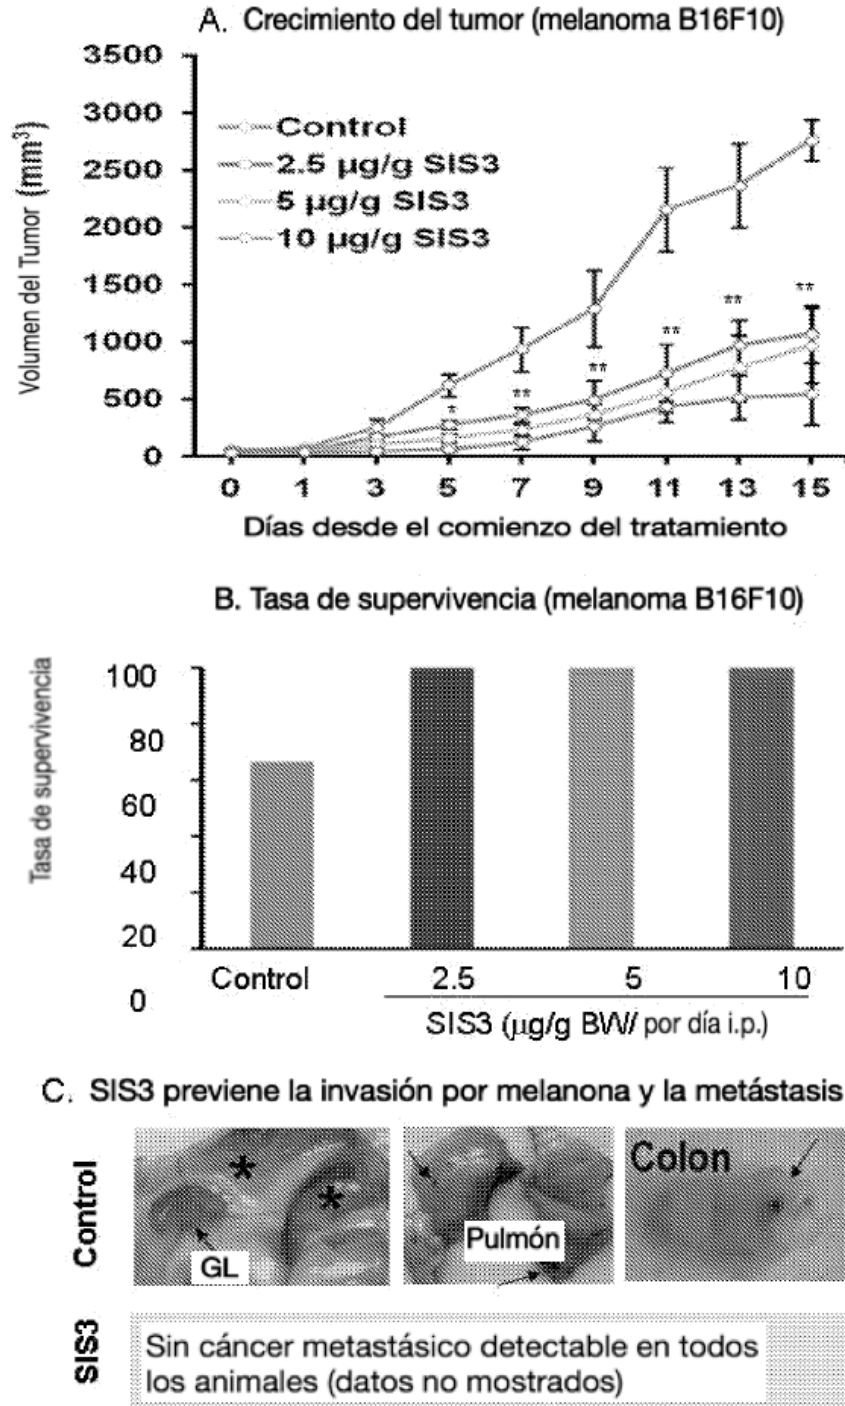 A. Crecimiento del tumor (melanoma B16F10)
3500
3000
2500
2000
1500
1000
500
0
Volumen del Tumor (mm³)
Control
2.5 µg/g SIS3
5 µg/g SIS3
10 µg/g SIS3
*
**
**
**
**
**
0 1 3 5 7 9 11 13 15
Días desde el comienzo del tratamiento
B. Tasa de supervivencia (melanoma B16F10)
Tasa de supervivencia
100
80
60
40
20
0
Control 2.5 5 10
SIS3 (µg/g BW/ por día i.p.)
C. SIS3 previene la invasión por melanona y la metástasis
Control
*
*
GL
Pulmón
Colon
SIS3
Sin cáncer metastásico detectable en todos
los animales (datos no mostrados)